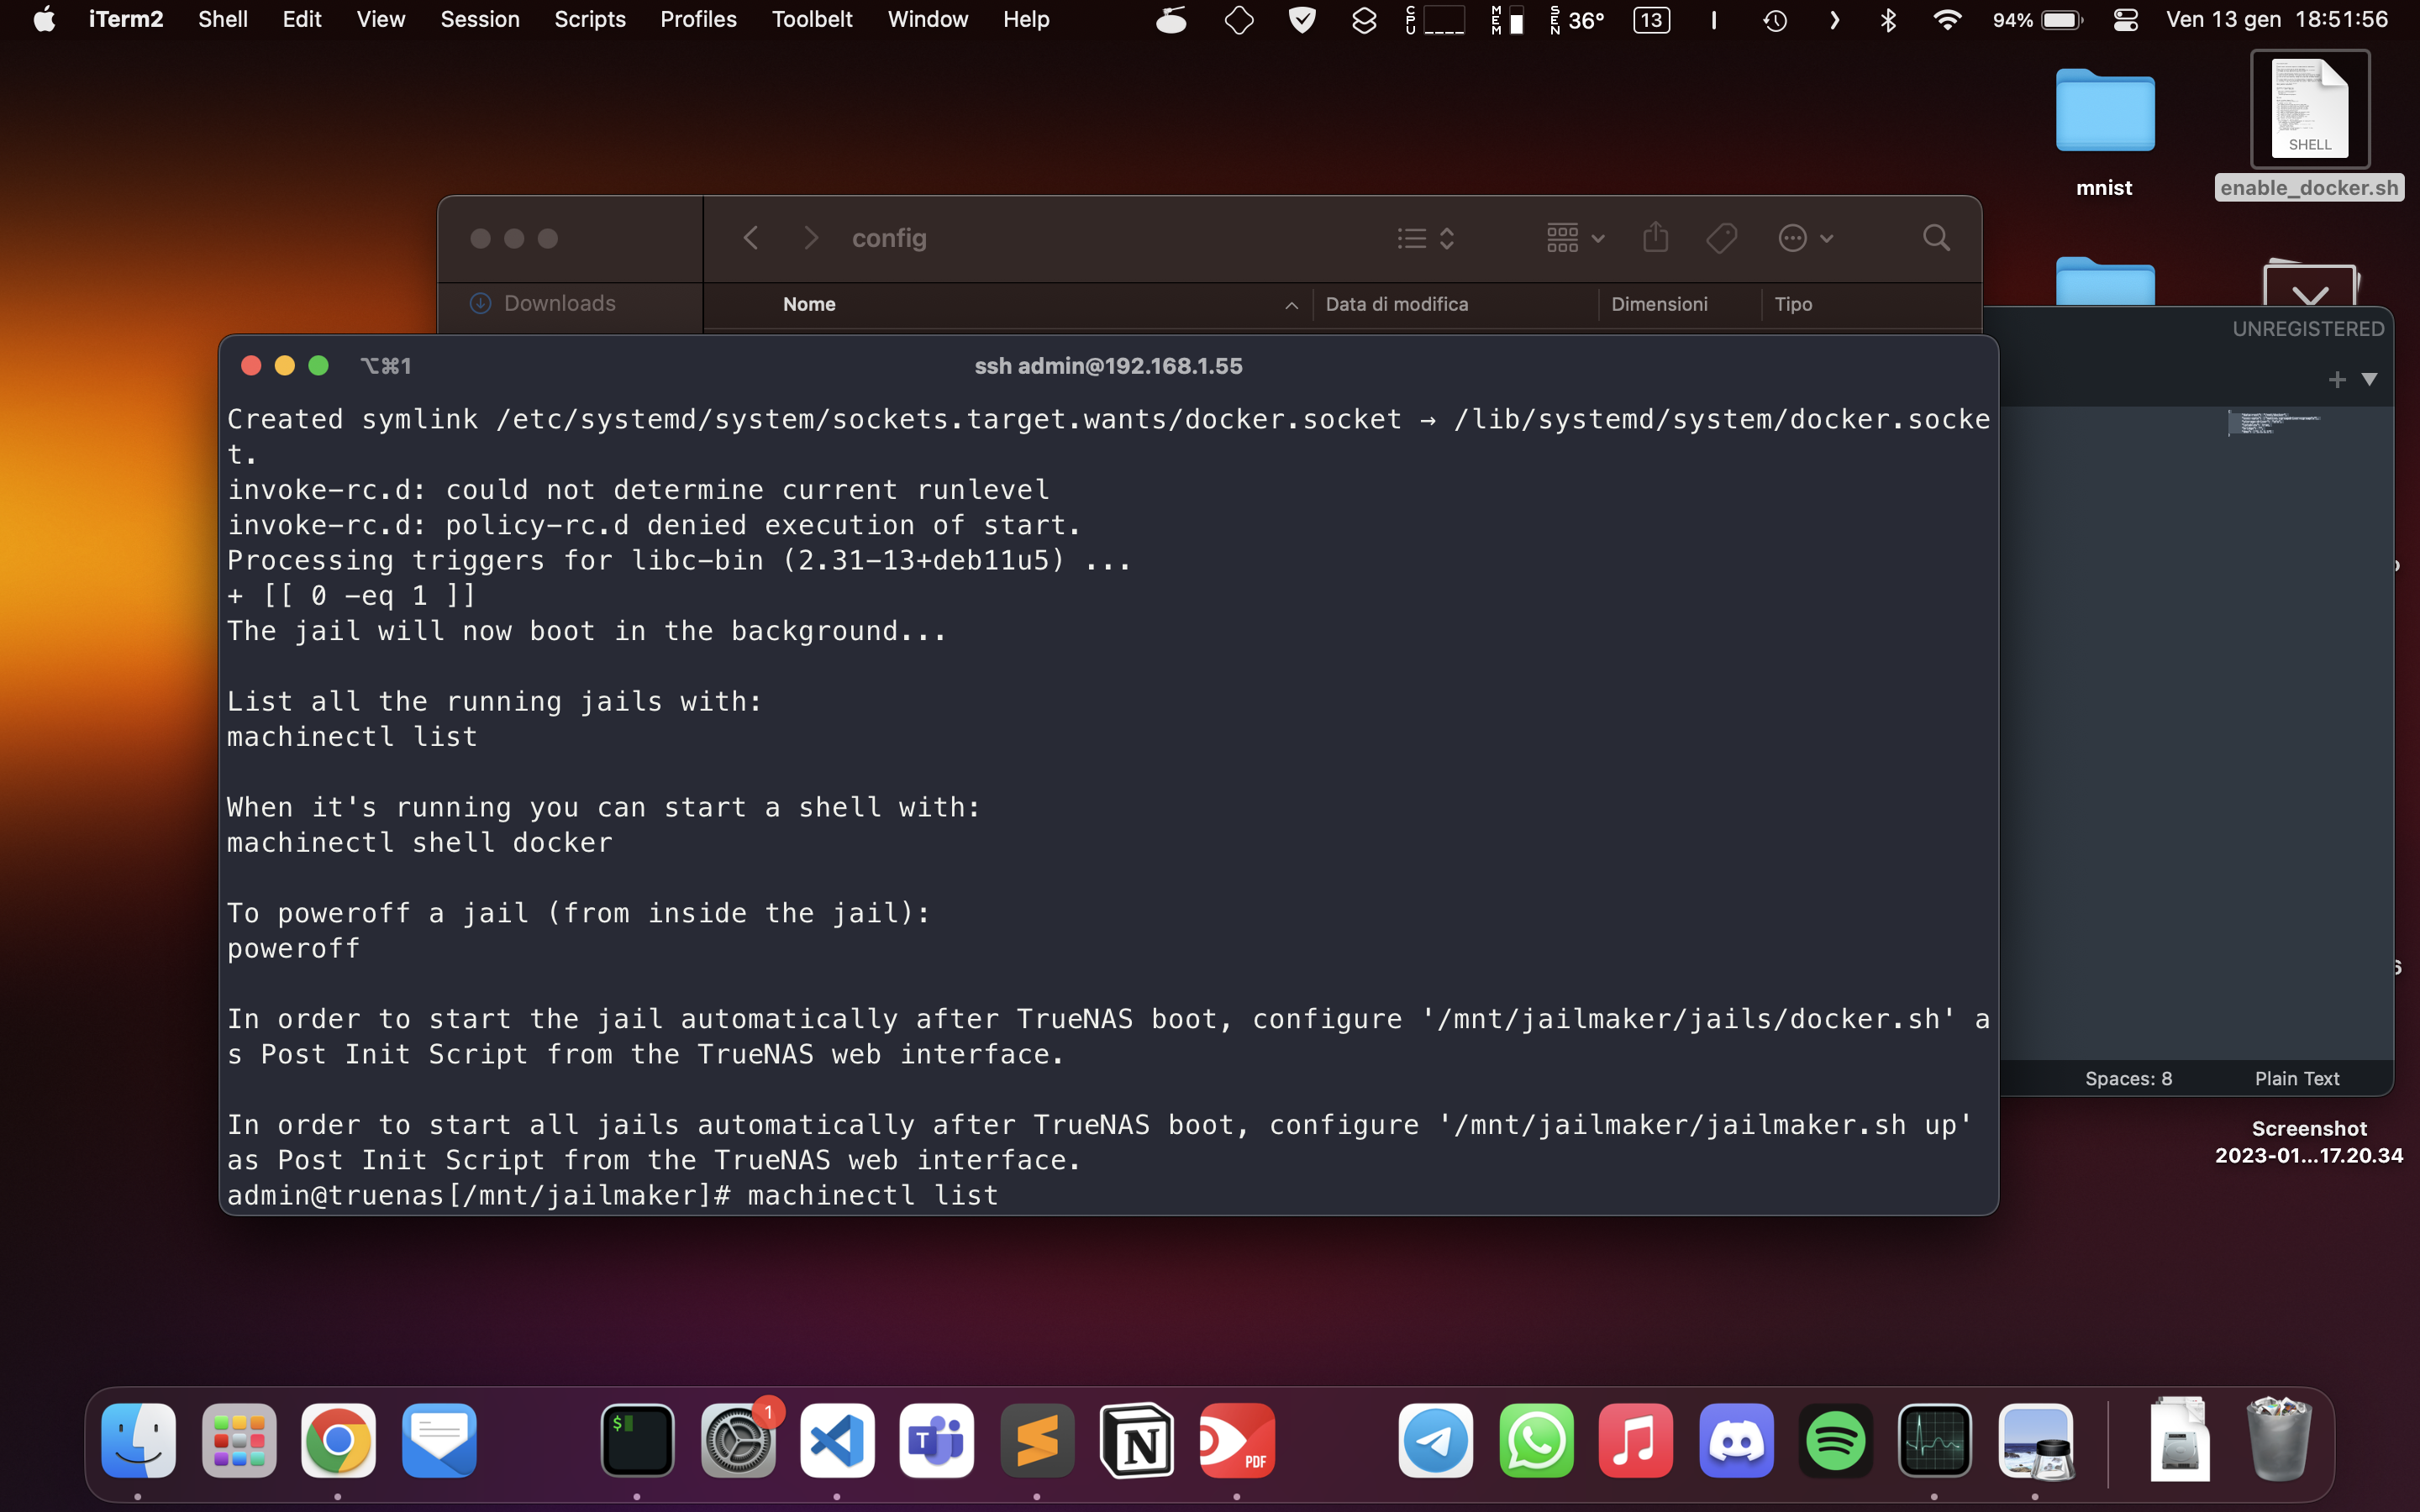 iTerm2 Shell Edit View Session Scripts Profiles Toolbelt Window Help CPU MEM SEN 36° 13 94% Ven 13 gen 18:51:56
SHELL
mnist
enable_docker.sh
config
Downloads
Nome Data di modifica Dimensioni Tipo
UNREGISTERED
⌥⌘1 ssh admin@192.168.1.55
Created symlink /etc/systemd/system/sockets.target.wants/docker.socket → /lib/systemd/system/docker.socke
t.
invoke-rc.d: could not determine current runlevel
invoke-rc.d: policy-rc.d denied execution of start.
Processing triggers for libc-bin (2.31-13+deb11u5) ...
+ [[ 0 -eq 1 ]]
The jail will now boot in the background...
List all the running jails with:
machinectl list
When it's running you can start a shell with:
machinectl shell docker
To poweroff a jail (from inside the jail):
poweroff
In order to start the jail automatically after TrueNAS boot, configure '/mnt/jailmaker/jails/docker.sh' a
s Post Init Script from the TrueNAS web interface.
In order to start all jails automatically after TrueNAS boot, configure '/mnt/jailmaker/jailmaker.sh up'
as Post Init Script from the TrueNAS web interface.
admin@truenas[/mnt/jailmaker]# machinectl list
Spaces: 8 Plain Text
Screenshot
2023-01...17.20.34
$
1
T
N
PDF